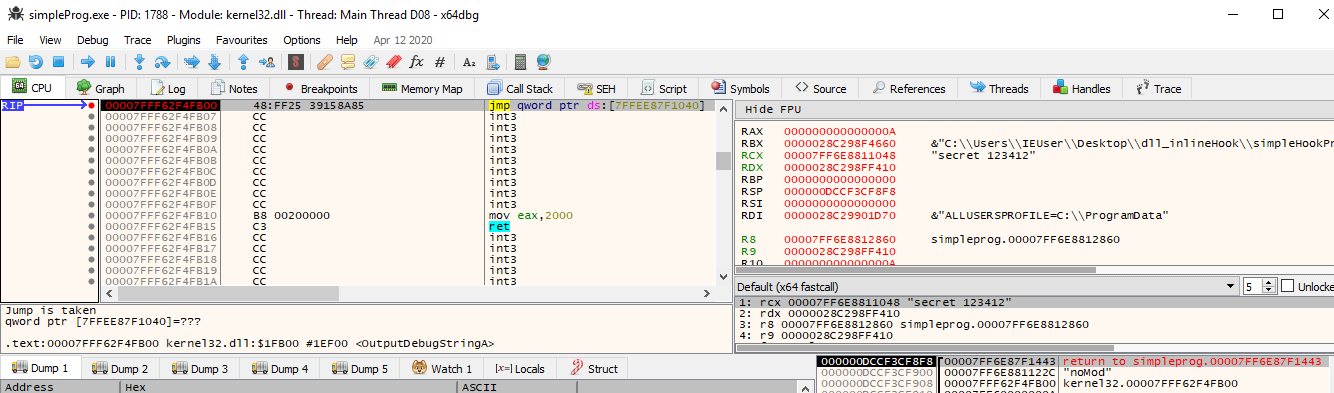 simpleProg.exe - PID: 1788 - Module: kernel32.dll - Thread: Main Thread D08 - x64dbg
File View Debug Trace Plugins Favourites Options Help Apr 12 2020
CPU Graph Log Notes Breakpoints Memory Map Call Stack SEH Script Symbols Source References Threads Handles Trace
RIP 00007FFF62F4FB00 48:FF25 39158A85 jmp qword ptr ds:[7FFEE87F1040]
00007FFF62F4FB07 CC int3
00007FFF62F4FB08 CC int3
00007FFF62F4FB09 CC int3
00007FFF62F4FB0A CC int3
00007FFF62F4FB0B CC int3
00007FFF62F4FB0C CC int3
00007FFF62F4FB0D CC int3
00007FFF62F4FB0E CC int3
00007FFF62F4FB0F CC int3
00007FFF62F4FB10 B8 00200000 mov eax,2000
00007FFF62F4FB15 C3 ret
00007FFF62F4FB16 CC int3
00007FFF62F4FB17 CC int3
00007FFF62F4FB18 CC int3
00007FFF62F4FB19 CC int3
00007FFF62F4FB1A CC int3
Jump is taken
qword ptr [7FFEE87F1040]=???
.text:00007FFF62F4FB00 kernel32.dll:$1FB00 #1EF00 <OutputDebugStringA>
Hide FPU
RAX 000000000000000A
RBX 0000028C298F4660 &"C:\\Users\\IEUser\\Desktop\\dll_inlineHook\\simpleHookPr
RCX 00007FF6E8811048 "secret 123412"
RDX 0000028C298FF410
RBP 0000000000000000
RSP 000000DCCF3CF8F8
RSI 0000000000000000
RDI 0000028C29901D70 &"ALLUSERSPROFILE=C:\\ProgramData"
R8 00007FF6E8812860 simpleprog.00007FF6E8812860
R9 0000028C298FF410
R10 000000000000000A
Default (x64 fastcall) 5 Unlocke
1: rcx 00007FF6E8811048 "secret 123412"
2: rdx 0000028C298FF410
3: r8 00007FF6E8812860 simpleprog.00007FF6E8812860
4: r9 0000028C298FF410
Dump 1 Dump 2 Dump 3 Dump 4 Dump 5 Watch 1 [x=] Locals Struct
Address Hex ASCII
000000DCCF3CF8F8 00007FF6E87F1443 return to simpleprog.00007FF6E87F1443
000000DCCF3CF900 00007FF6E881122C "noMod"
000000DCCF3CF908 00007FFF62F4FB00 kernel32.00007FFF62F4FB00